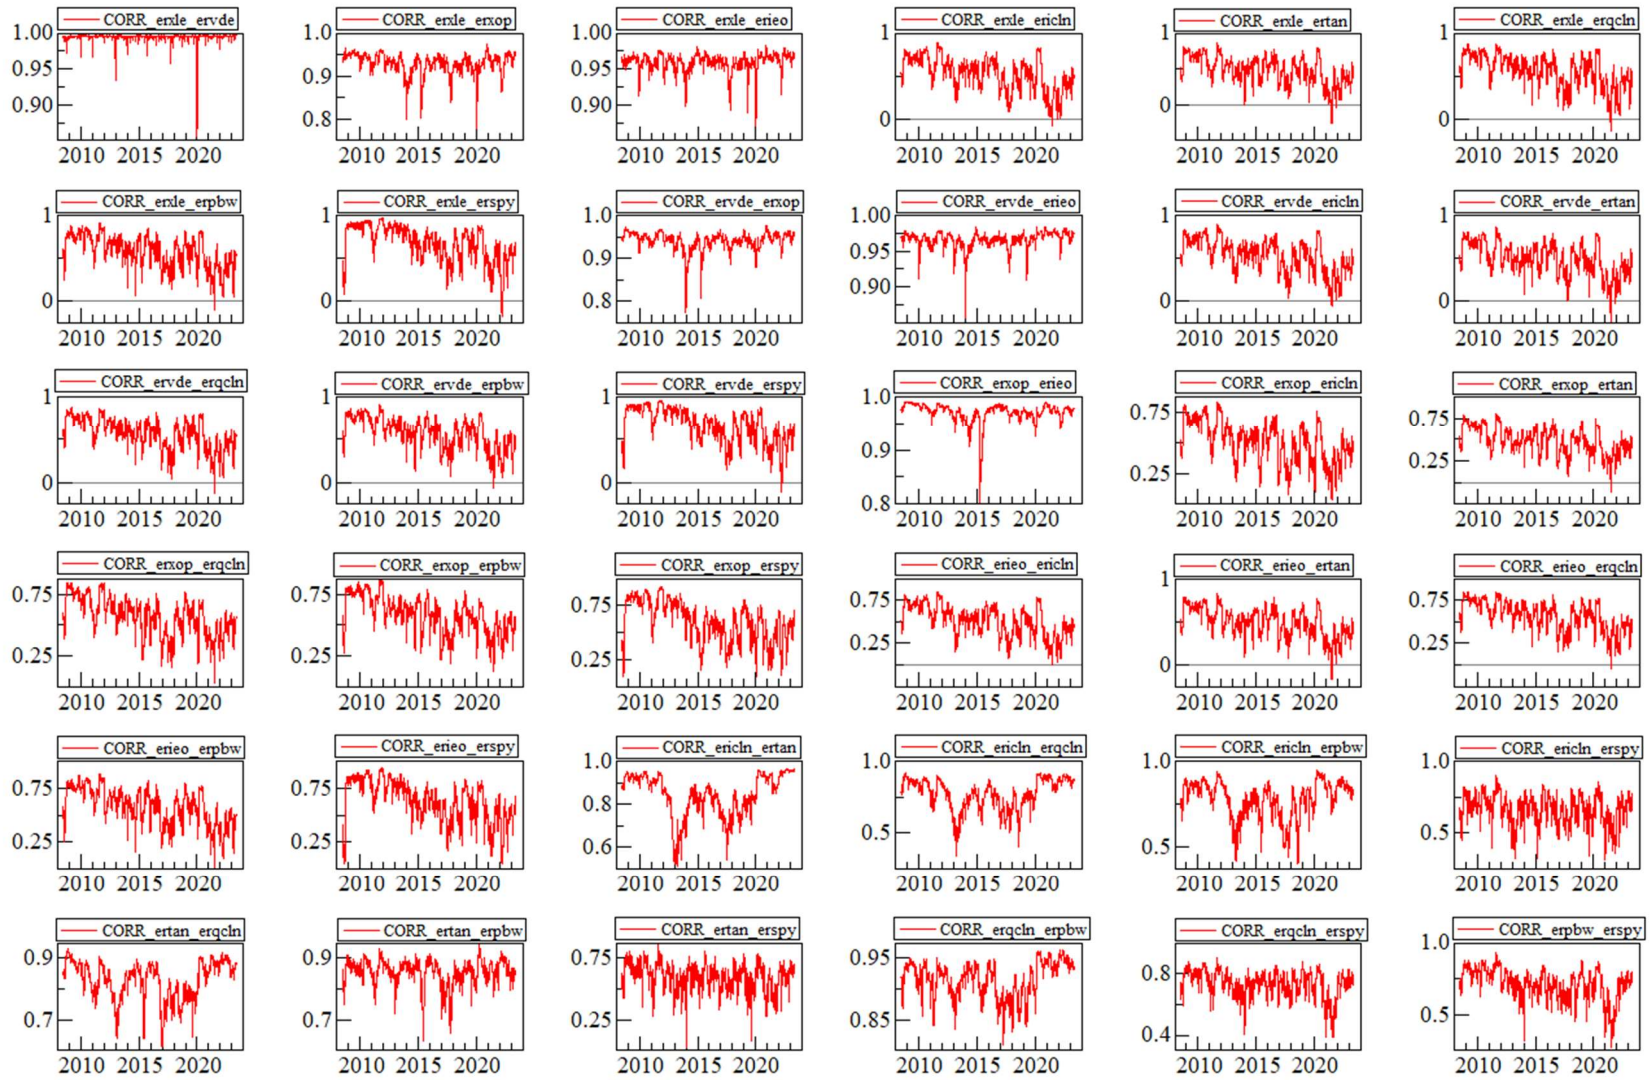 CORR_erxle_ervde CORR_erxle_erxop CORR_erxle_erieo CORR_erxle_ericln CORR_erxle_ertan CORR_erxle_erqcln
1.00 1.0 1.00 1 1 1
0.95 0.9 0.95
0.90 0.8 0.90 0 0 0
2010 2015 2020 2010 2015 2020 2010 2015 2020 2010 2015 2020 2010 2015 2020 2010 2015 2020
CORR_erxle_erpbw CORR_erxle_erspy CORR_ervde_erxop CORR_ervde_erieo CORR_ervde_ericln CORR_ervde_ertan
1 1 1.0 1.00 1 1
0.9 0.95
0 0 0.8 0.90 0 0
2010 2015 2020 2010 2015 2020 2010 2015 2020 2010 2015 2020 2010 2015 2020 2010 2015 2020
CORR_ervde_erqcln CORR_ervde_erpbw CORR_ervde_erspy CORR_erxop_erieo CORR_erxop_ericln CORR_erxop_ertan
1 1 1 1.0 0.75 0.75
0.9
0 0 0 0.8 0.25 0.25
2010 2015 2020 2010 2015 2020 2010 2015 2020 2010 2015 2020 2010 2015 2020 2010 2015 2020
CORR_erxop_erqcln CORR_erxop_erpbw CORR_erxop_erspy CORR_erieo_ericln CORR_erieo_ertan CORR_erieo_erqcln
0.75 0.75 0.75 0.75 1 0.75
0.25 0.25 0.25 0.25 0 0.25
2010 2015 2020 2010 2015 2020 2010 2015 2020 2010 2015 2020 2010 2015 2020 2010 2015 2020
CORR_erieo_erpbw CORR_erieo_erspy CORR_ericln_ertan CORR_ericln_erqcln CORR_ericln_erpbw CORR_ericln_erspy
0.75 0.75 1.0 1.0 1.0 1.0
0.8
0.25 0.25 0.6 0.5 0.5 0.5
2010 2015 2020 2010 2015 2020 2010 2015 2020 2010 2015 2020 2010 2015 2020 2010 2015 2020
CORR_ertan_erqcln CORR_ertan_erpbw CORR_ertan_erspy CORR_erqcln_erpbw CORR_erqcln_erspy CORR_erpbw_erspy
0.9 0.9 0.75 0.95 0.8 1.0
0.7 0.7 0.25 0.85 0.4 0.5
2010 2015 2020 2010 2015 2020 2010 2015 2020 2010 2015 2020 2010 2015 2020 2010 2015 2020